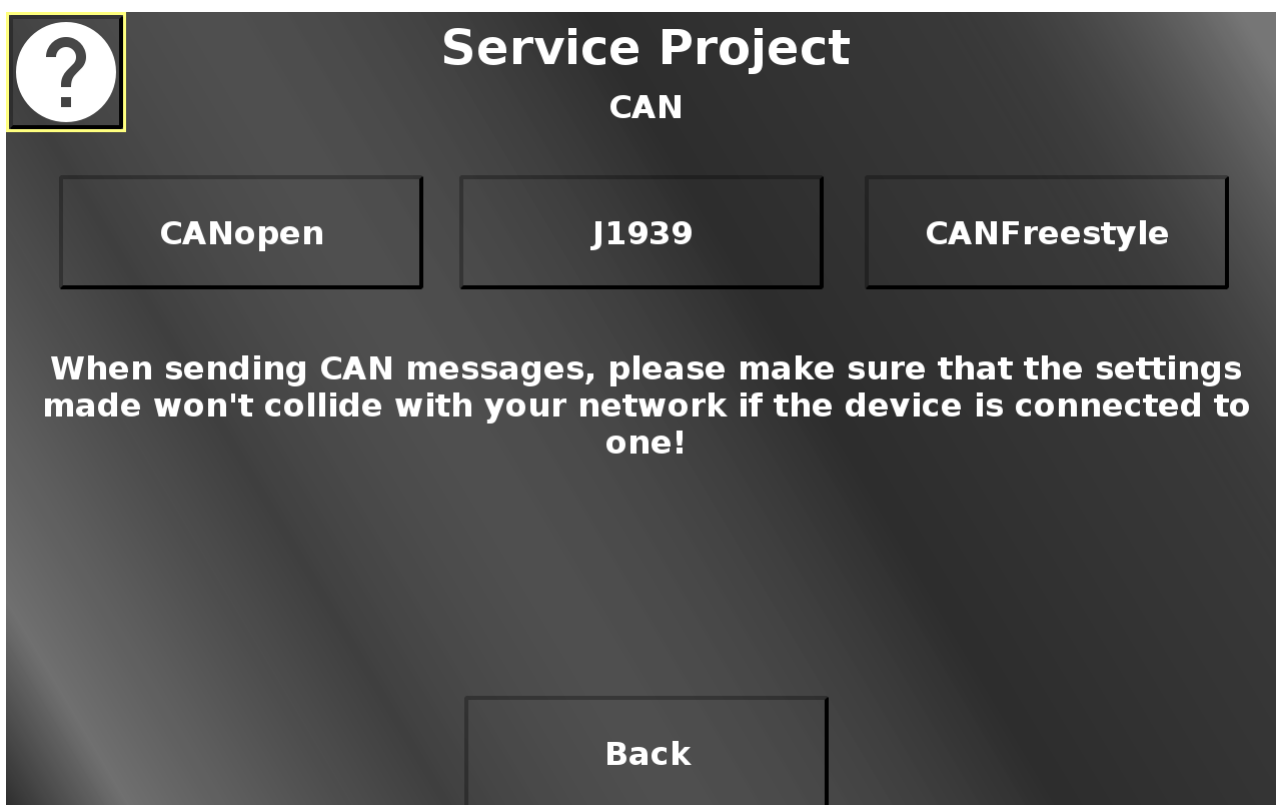 Service Project
CAN
CANopen
J1939
CANFreestyle
When sending CAN messages, please make sure that the settings
made won't collide with your network if the device is connected to
one!
Back